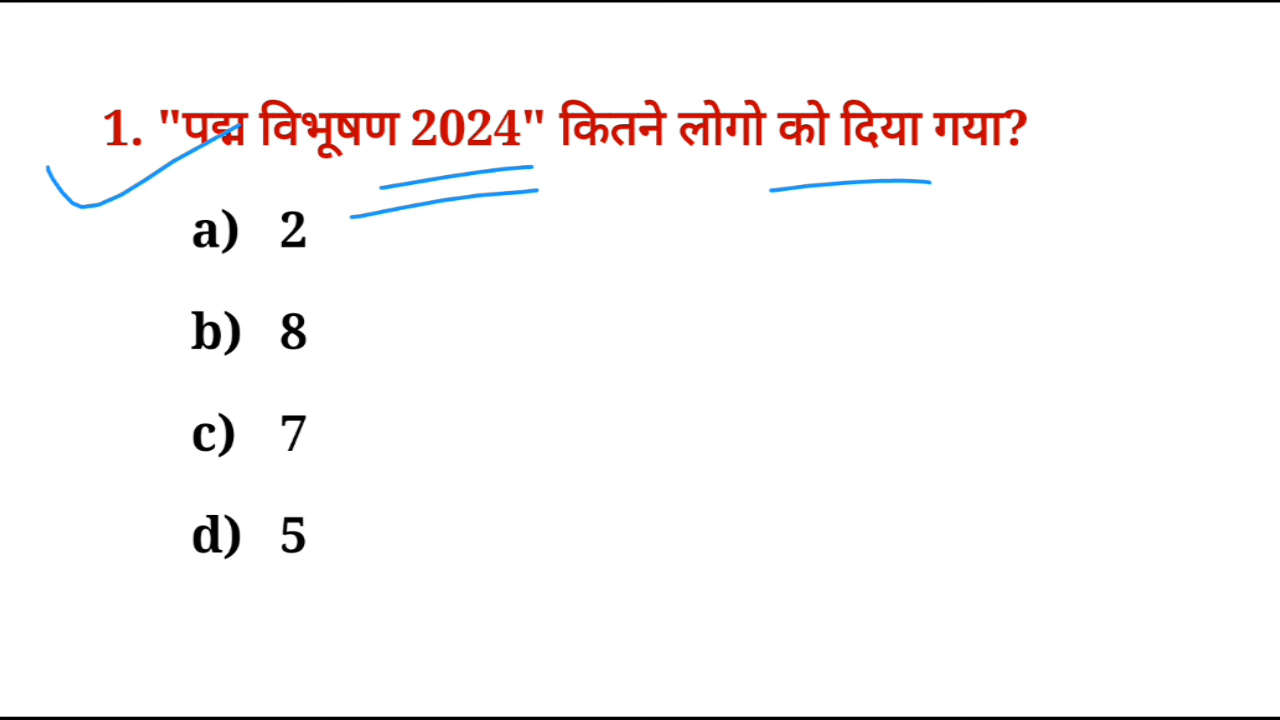 1. "पद्म विभूषण 2024" कितने लोगो को दिया गया?
a) 2
b) 8
c) 7
d) 5